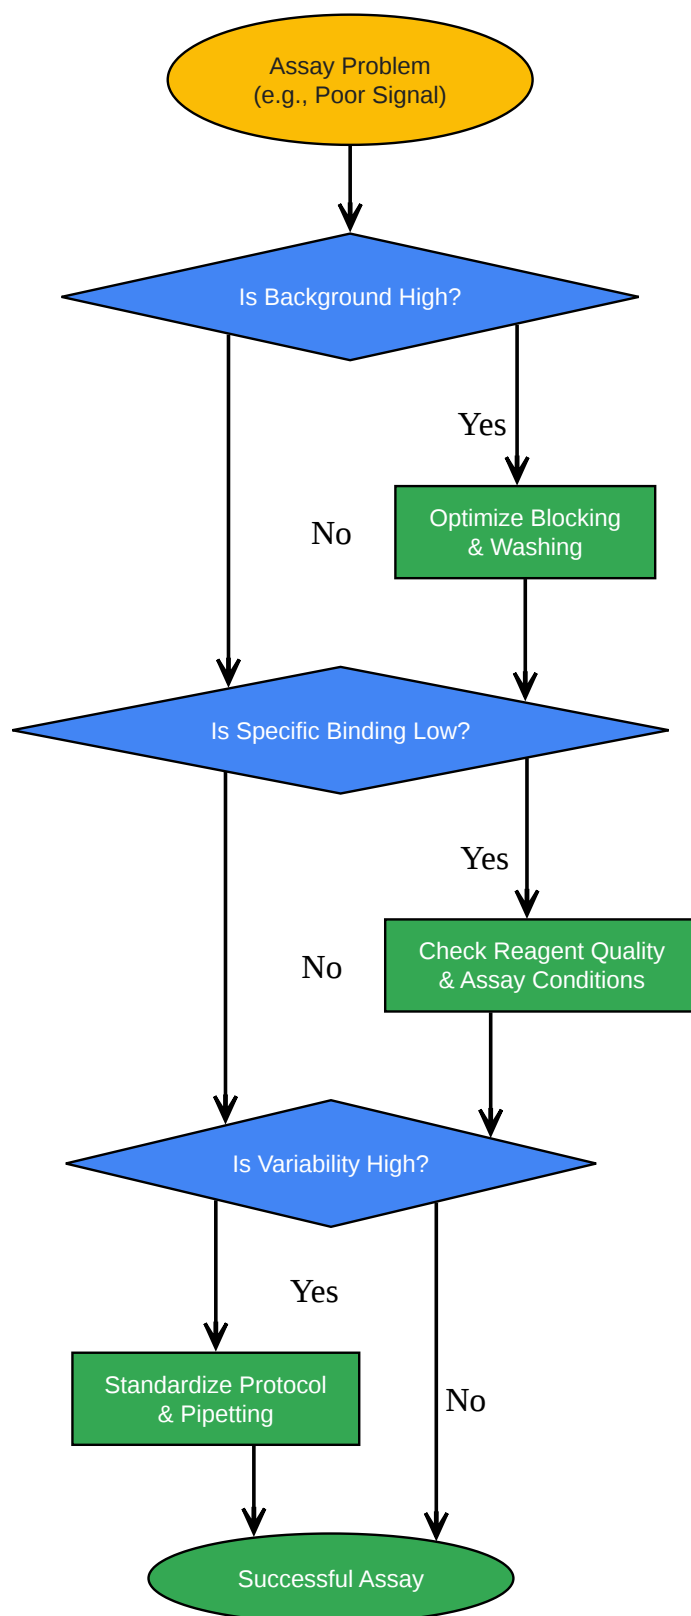 Assay Problem
(e.g., Poor Signal)
Is Background High?
Yes
Optimize Blocking
& Washing
No
Is Specific Binding Low?
Yes
Check Reagent Quality
& Assay Conditions
No
Is Variability High?
Yes
Standardize Protocol
& Pipetting
No
Successful Assay